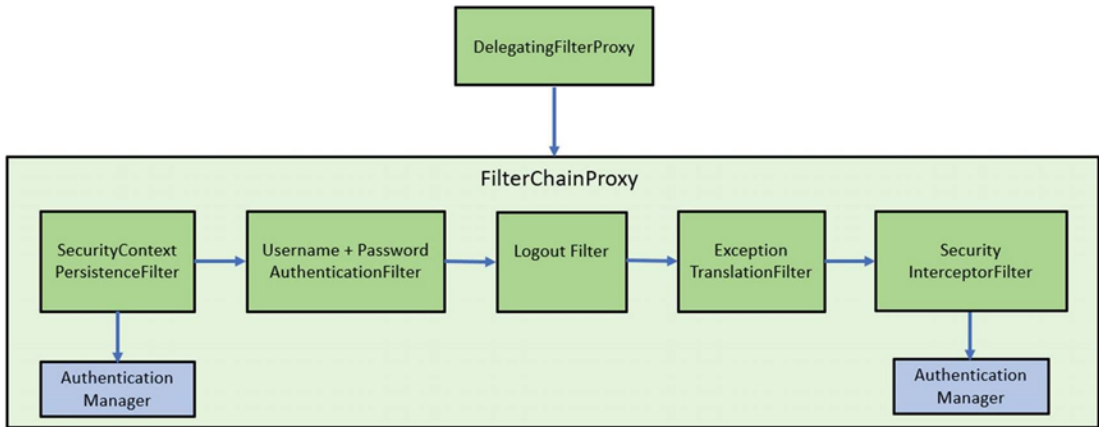 DelegatingFilterProxy
FilterChainProxy
SecurityContext
PersistenceFilter
Username + Password
AuthenticationFilter
Logout Filter
Exception
TranslationFilter
Security
InterceptorFilter
Authentication
Manager
Authentication
Manager